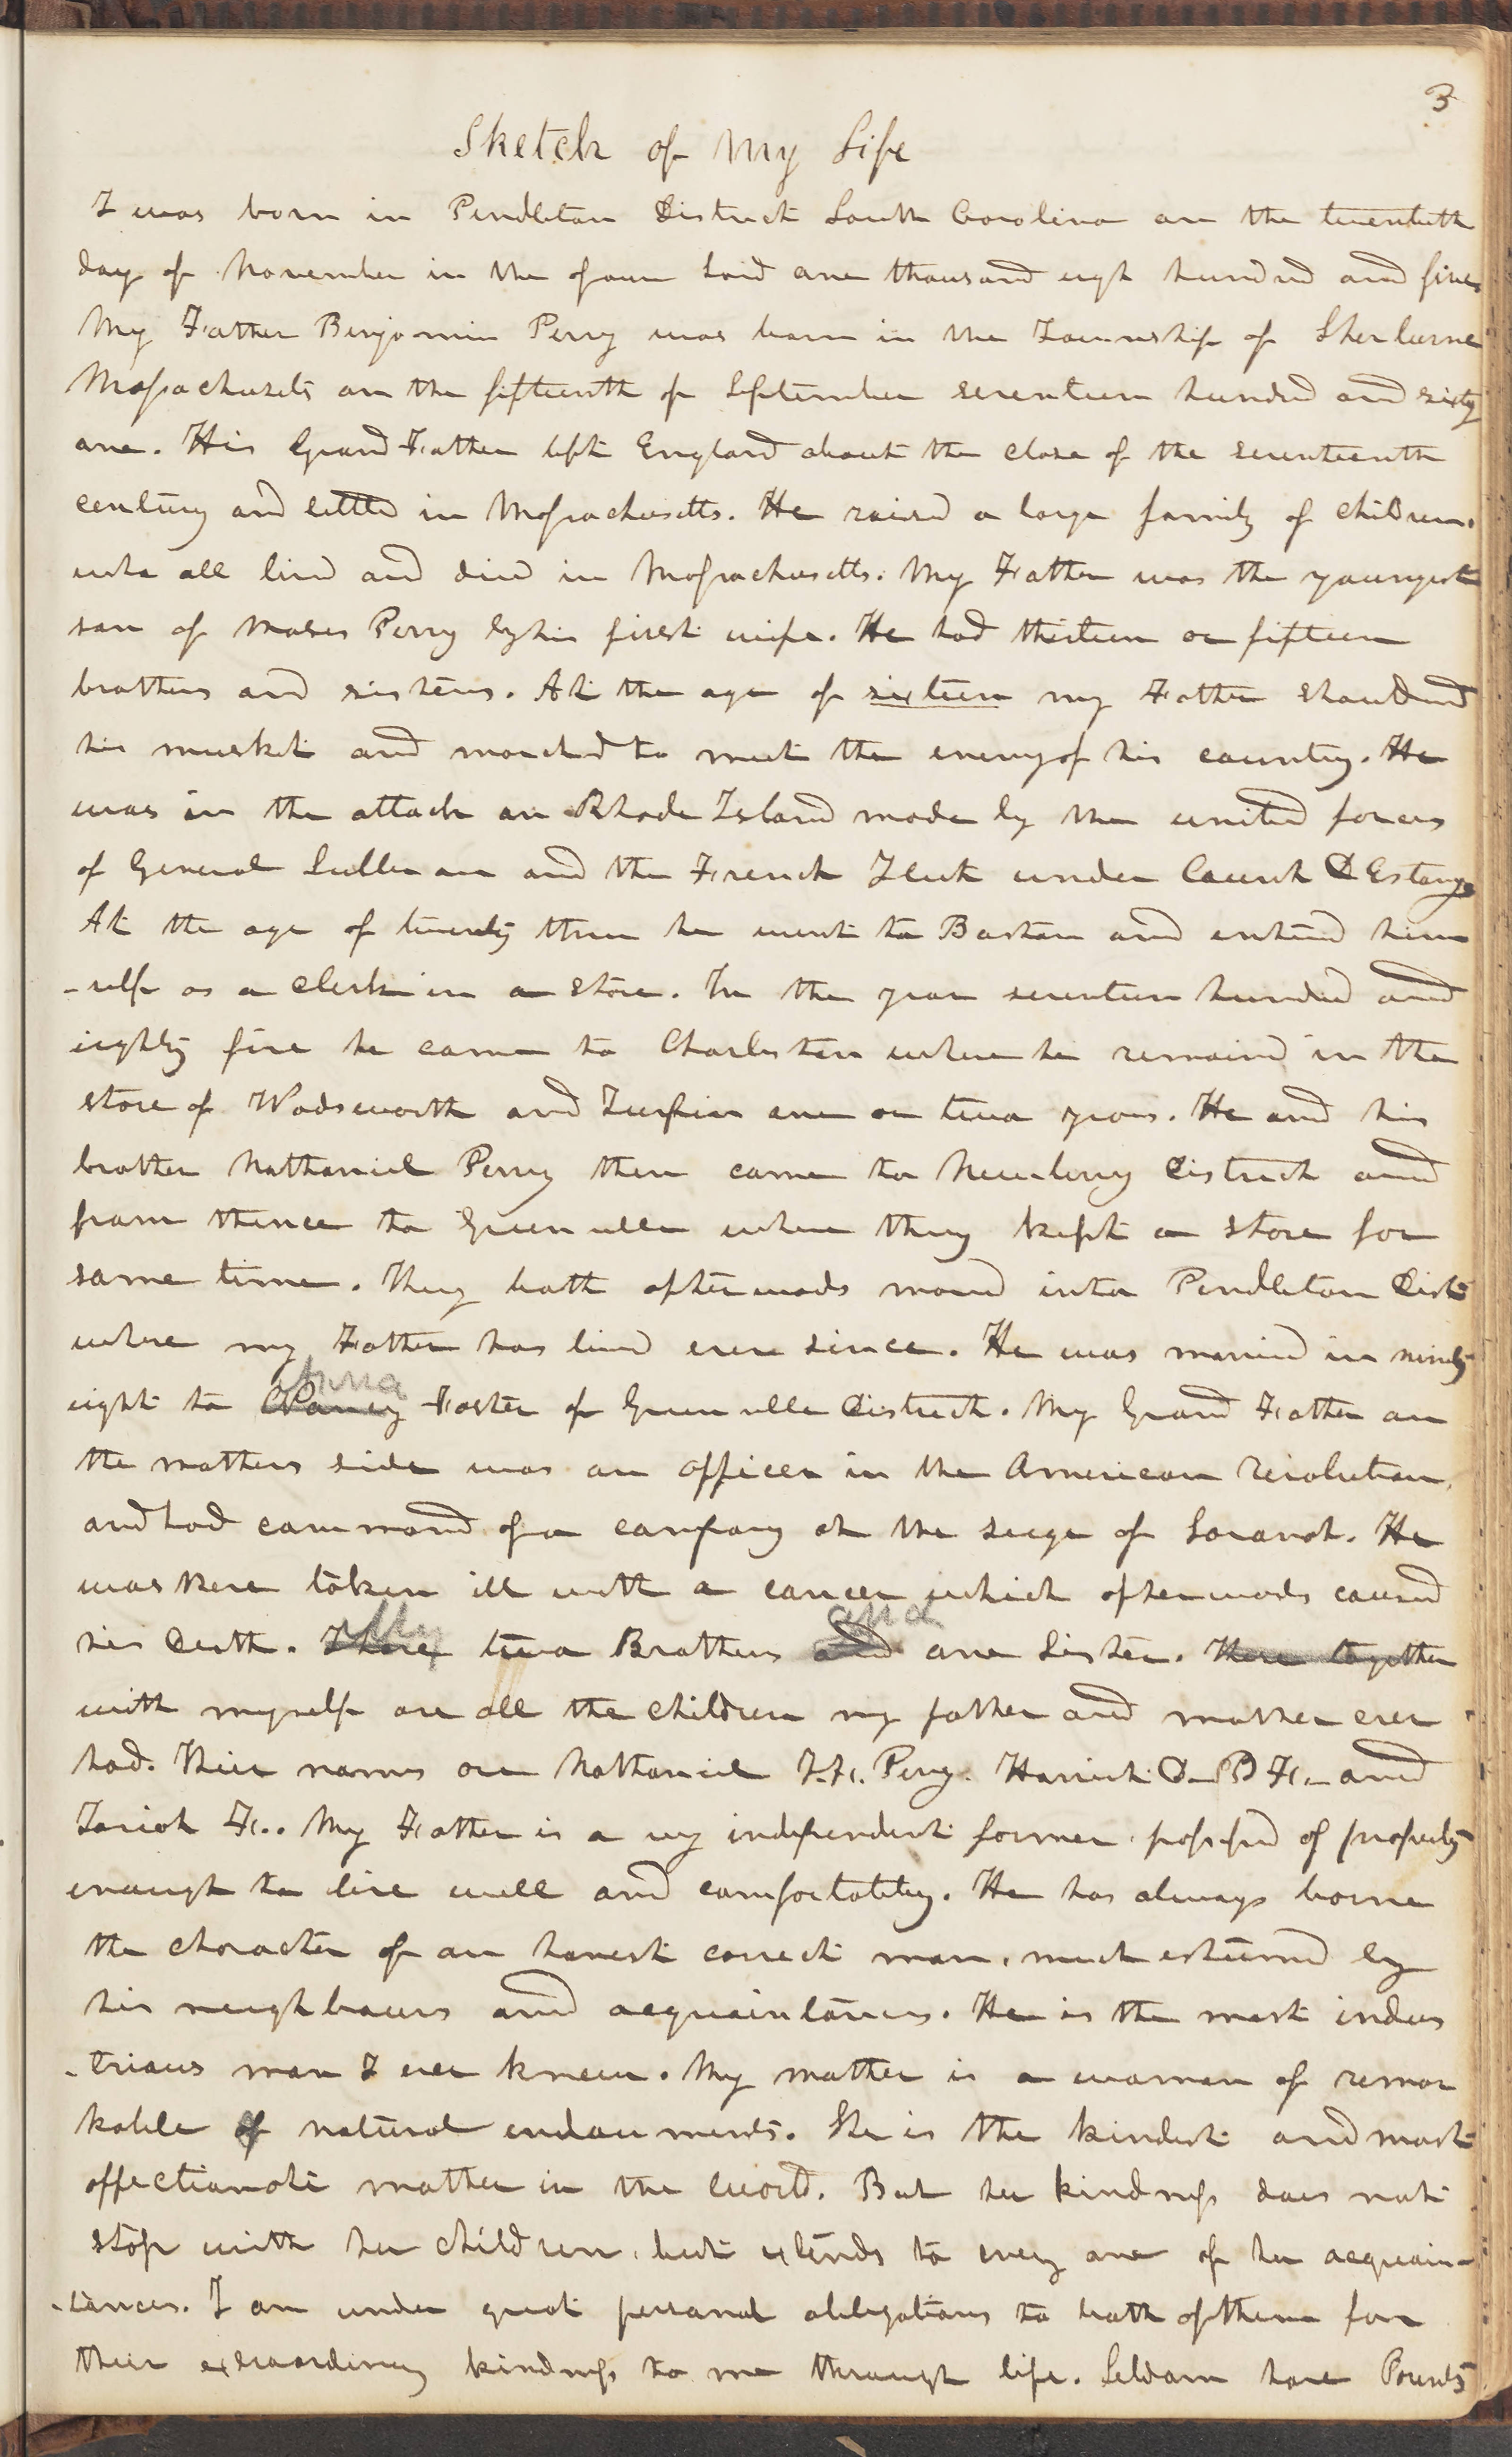 3
Sketch of My Life
I was born in Pendleton District South Carolina on the twentieth
day of November in the of our Lord one thousand eight hundred and five
My Father Benjamin Perry was born in the Township of Sherburne
Massachusets on the fifteenth of September seventeen hundred and sixty
one. His Grand Father left England about the close of the seventeenth
century and settled in Massachusetts. He raised a large family of children.
who all lived and died in Massachusetts. My Father was the youngest
son of Moses Perry by his first wife. He had thirteen or fifteen
brothers and sisters. At the age of sixteen my Father shouldered
his musket and marched to meet the enemy of his country. He
was in the attack on Rhode Island made by the united forces
of General Sullivan and the French Fleet under Count D Estange
At the age of twenty three he went to Boston and entered him
-self as a clerk in a store. In the year seventeen hundred and
eighty five he came to Charleston where he remained in the
store of Wadsworth and Turpin one or two years. He and his
brother Nathaniel Perry then came to Newberry District and
from thence to Greenville where they kept a store for
some time. They both afterwards moved into Pendleton Dist
where my Father has lived ever since. He was married in ninety
eight to Nancy Anna Foster of Greenville District. My Grand Father on
the mothers side was an officer in the American Revolution,
and had command of a company at the seige of Savanah. He
was there taken ill with a cancer which afterwards caused
his death. I have My two Brothers and and one Sister. These together
with myself are all the children my father and mother ever
had. Their names are Nathaniel F. Perry. Harriet D- B F.- and
Josiah F.. My Father is a very independent farmer, possessed of property
enough to live well and comfortably. He has always borne
the character of an honest correct man, much esteemed by
his neighbours and acquaintances. He is the most indus
-trious man I ever knew. My mother is a woman of remar
kable of natural endowments. She is the kindest and most
affectionate mother in the world. But her kindness does not
stop with her children, but extends to every one of her acquain-
-tances. I am under great personal obligations to both of them for
their extraordinary kindness to me through life. Seldom have Parents